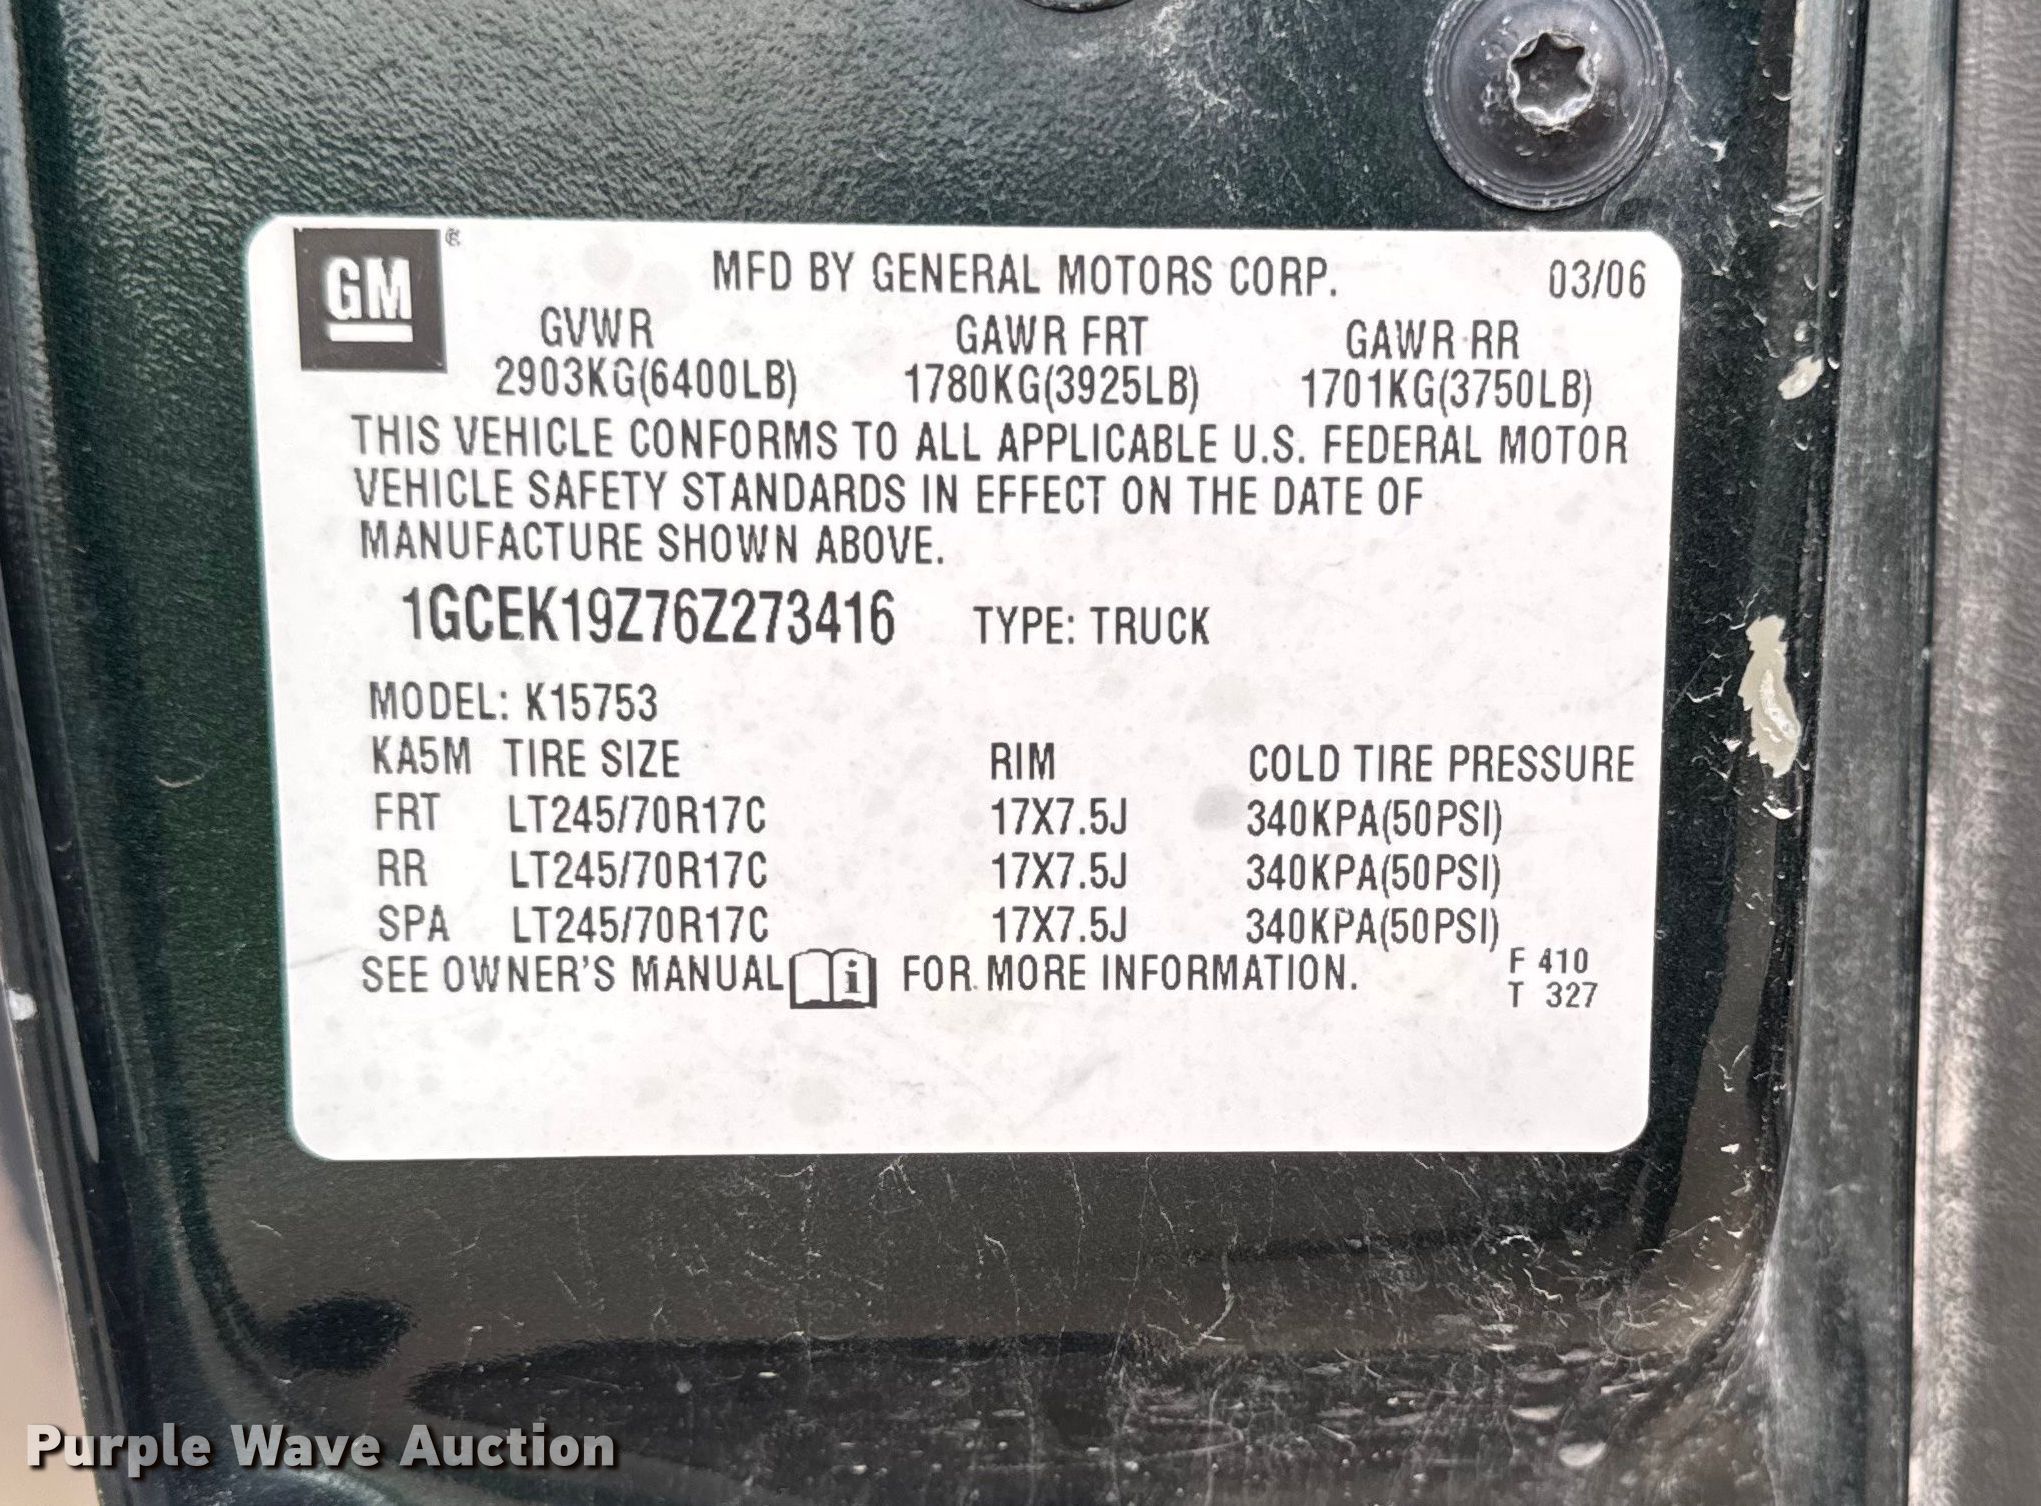 GM ®
MFD BY GENERAL MOTORS CORP. 03/06
GVWR GAWR FRT GAWR RR
2903KG(6400LB) 1780KG(3925LB) 1701KG(3750LB)
THIS VEHICLE CONFORMS TO ALL APPLICABLE U.S. FEDERAL MOTOR
VEHICLE SAFETY STANDARDS IN EFFECT ON THE DATE OF
MANUFACTURE SHOWN ABOVE.
1GCEK19Z76Z273416 TYPE: TRUCK
MODEL: K15753
KA5M TIRE SIZE RIM COLD TIRE PRESSURE
FRT LT245/70R17C 17X7.5J 340KPA(50PSI)
RR LT245/70R17C 17X7.5J 340KPA(50PSI)
SPA LT245/70R17C 17X7.5J 340KPA(50PSI)
SEE OWNER'S MANUAL i FOR MORE INFORMATION. F 410
T 327
Purple Wave Auction